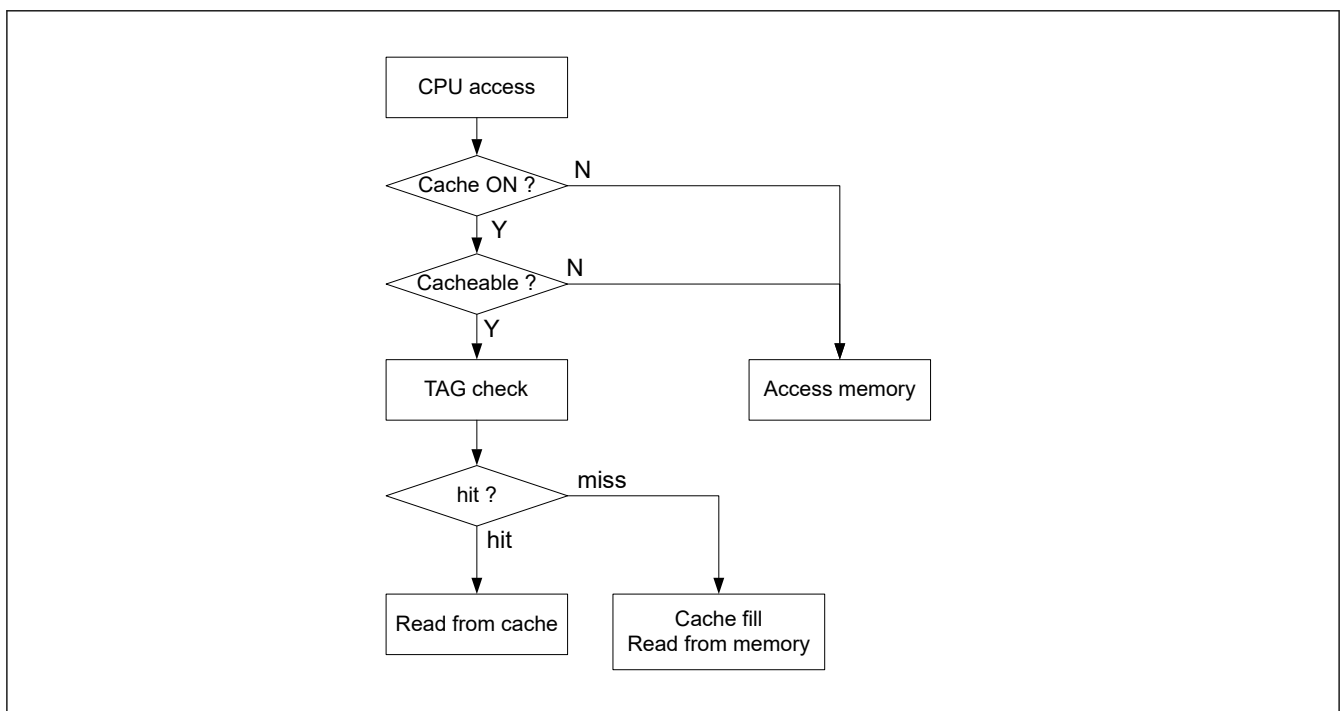 CPU access
Cache ON ?
N
Y
Cacheable ?
N
Y
TAG check
Access memory
hit ?
miss
hit
Read from cache
Cache fill
Read from memory